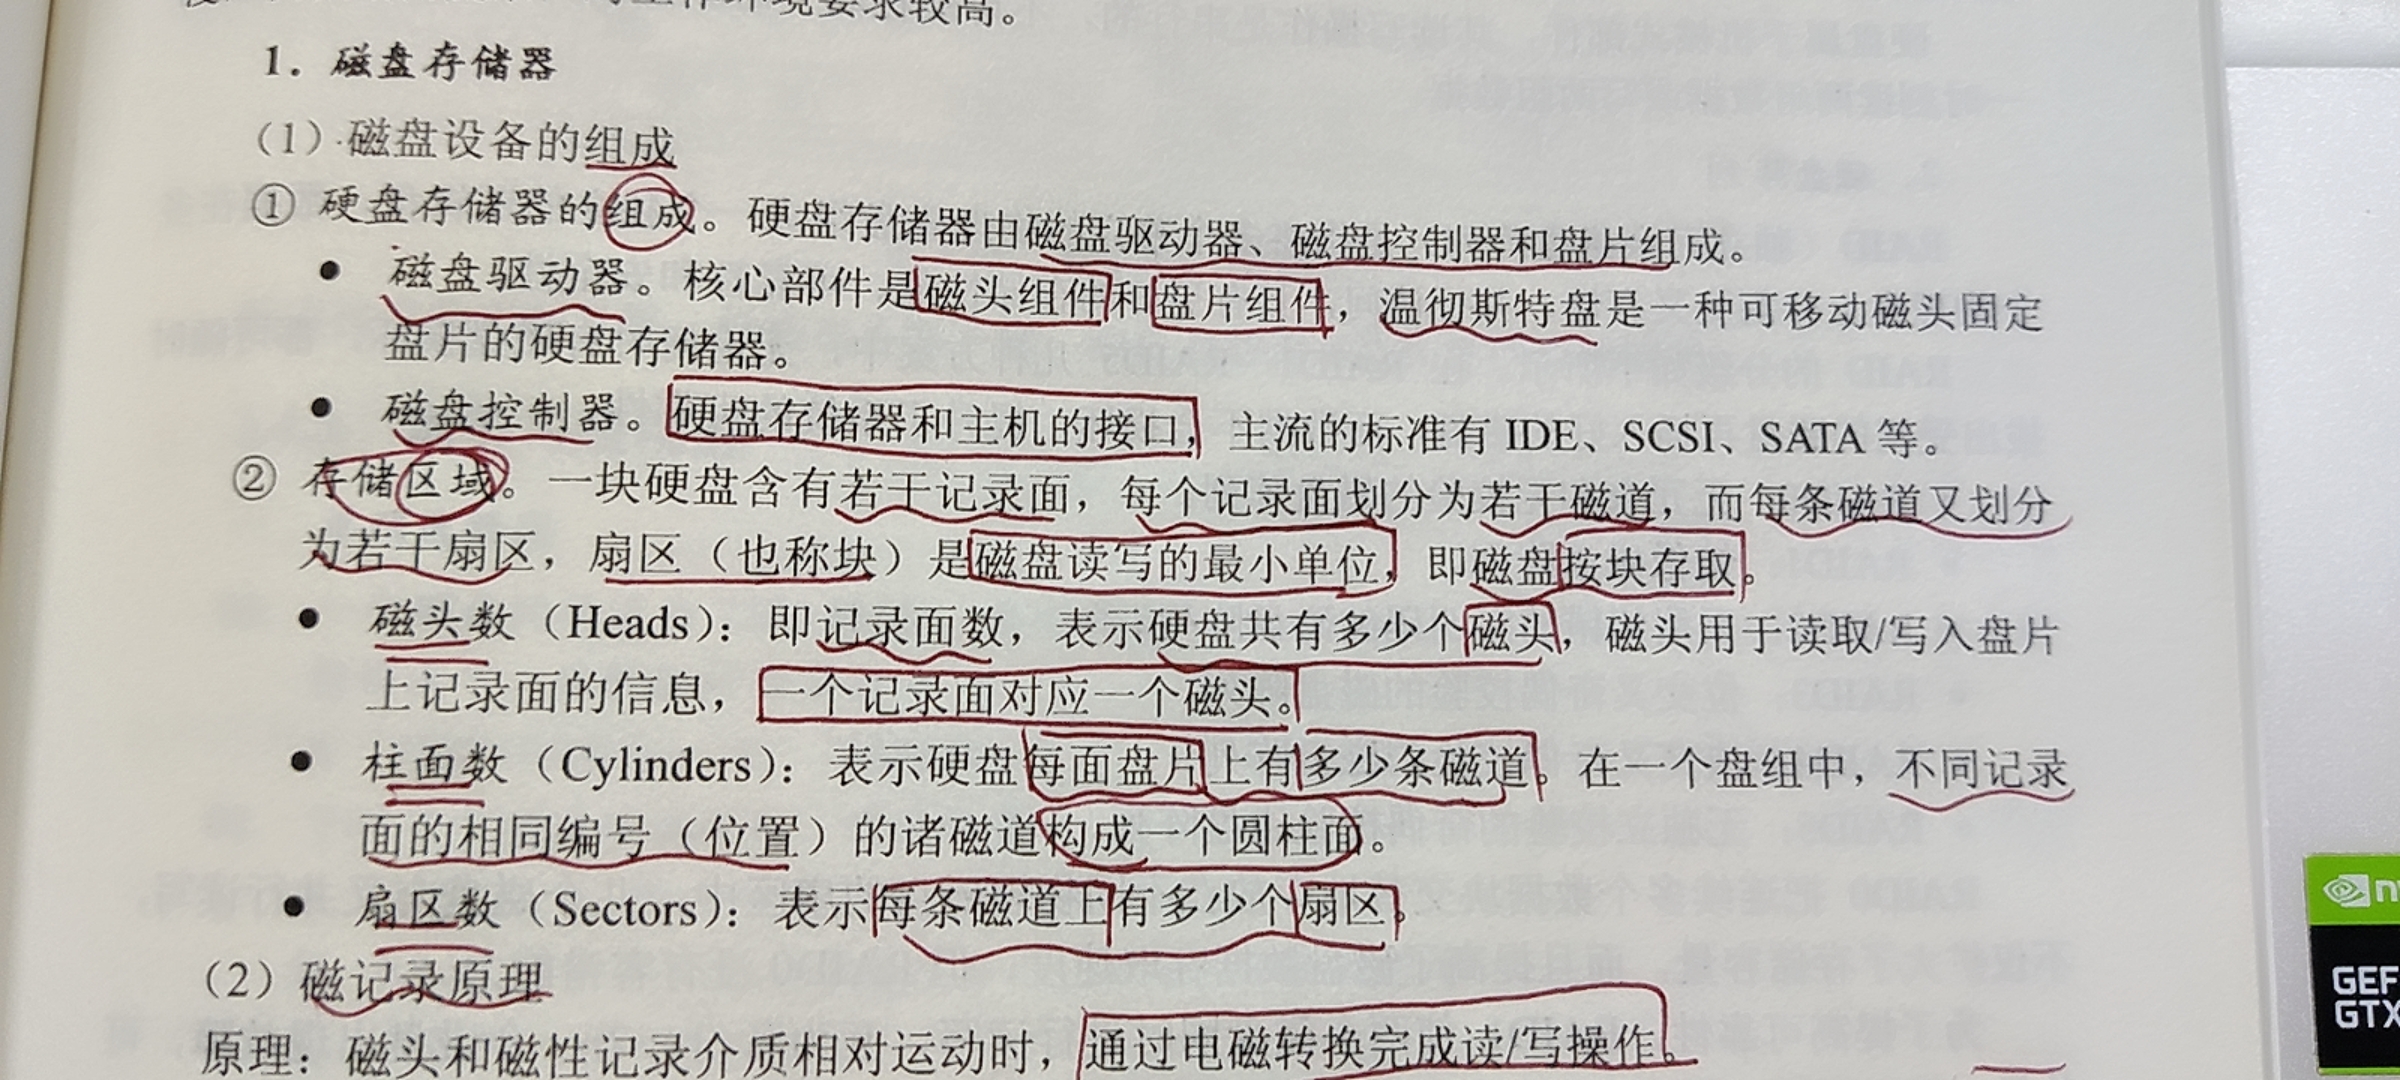 工作环境要求较高。
1. 磁盘存储器
（1）磁盘设备的组成
① 硬盘存储器的组成。硬盘存储器由磁盘驱动器、磁盘控制器和盘片组成。
● 磁盘驱动器。核心部件是磁头组件和盘片组件，温彻斯特盘是一种可移动磁头固定
盘片的硬盘存储器。
● 磁盘控制器。硬盘存储器和主机的接口，主流的标准有 IDE、SCSI、SATA 等。
② 存储区域。一块硬盘含有若干记录面，每个记录面划分为若干磁道，而每条磁道又划分
为若干扇区，扇区（也称块）是磁盘读写的最小单位，即磁盘按块存取。
● 磁头数（Heads）：即记录面数，表示硬盘共有多少个磁头，磁头用于读取/写入盘片
上记录面的信息，一个记录面对应一个磁头。
● 柱面数（Cylinders）：表示硬盘每面盘片上有多少条磁道。在一个盘组中，不同记录
面的相同编号（位置）的诸磁道构成一个圆柱面。
● 扇区数（Sectors）：表示每条磁道上有多少个扇区。
（2）磁记录原理
原理：磁头和磁性记录介质相对运动时，通过电磁转换完成读/写操作。
GEF
GTX